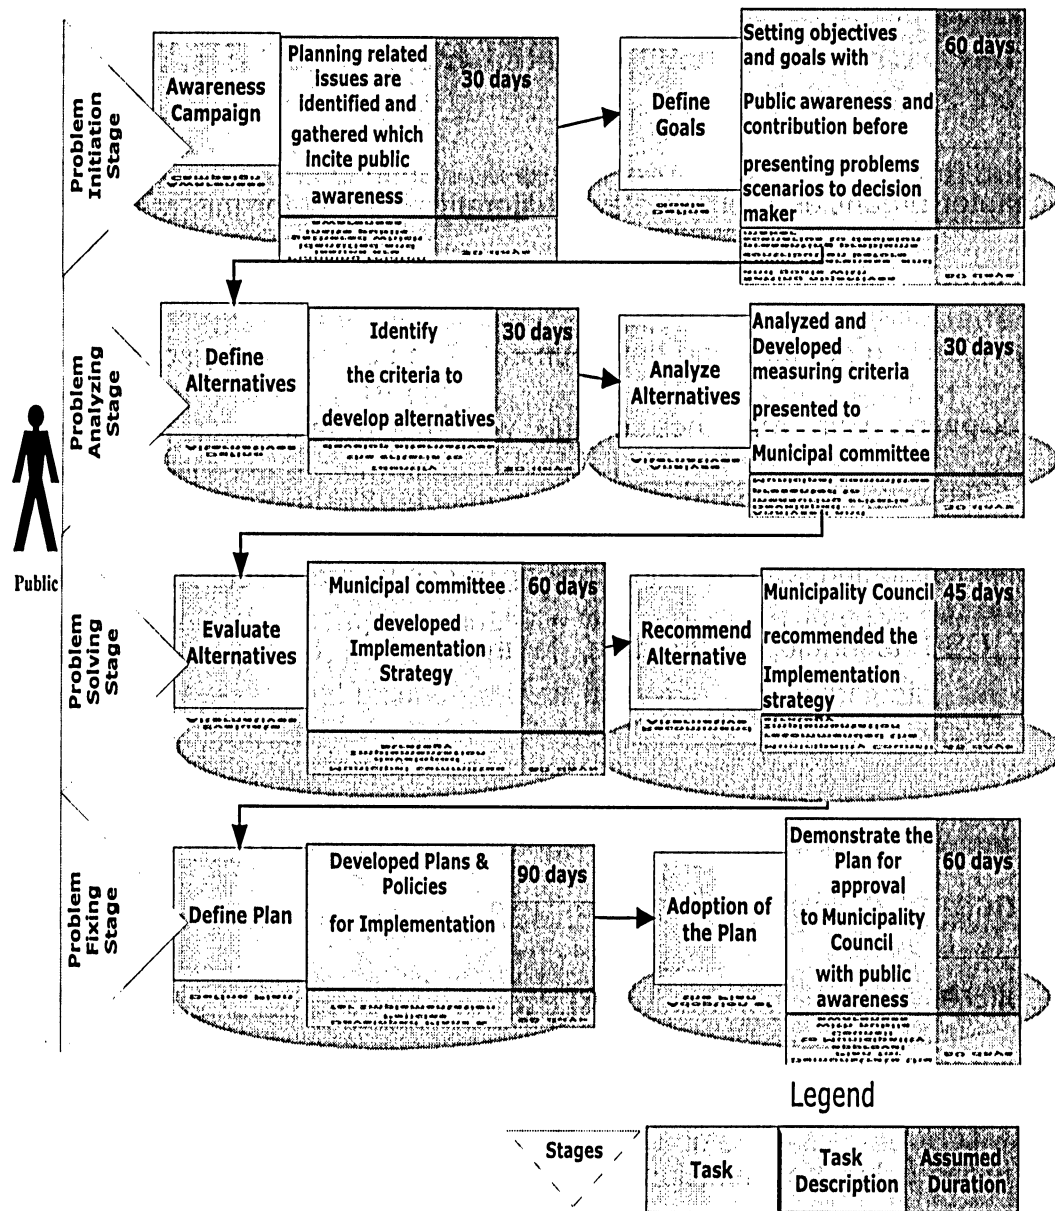 Problem
Initiation
Stage
Awareness
Campaign
Planning related
issues are
identified and
gathered which
incite public
awareness
30 days
Define
Goals
Setting objectives
and goals with
Public awareness and
contribution before
presenting problems
scenarios to decision
maker
60 days
Problem
Analyzing
Stage
Define
Alternatives
Identify
the criteria to
develop alternatives
30 days
Analyze
Alternatives
Analyzed and
Developed
measuring criteria
presented to
Municipal committee
30 days
Public
Problem
Solving
Stage
Evaluate
Alternatives
Municipal committee
developed
Implementation
Strategy
60 days
Recommend
Alternative
Municipality Council
recommended the
Implementation
strategy
45 days
Problem
Fixing
Stage
Define Plan
Developed Plans &
Policies
for Implementation
90 days
Adoption of
the Plan
Demonstrate the
Plan for
approval
to Municipality
Council
with public
awareness
60 days
Legend
Stages
Task
Task
Description
Assumed
Duration